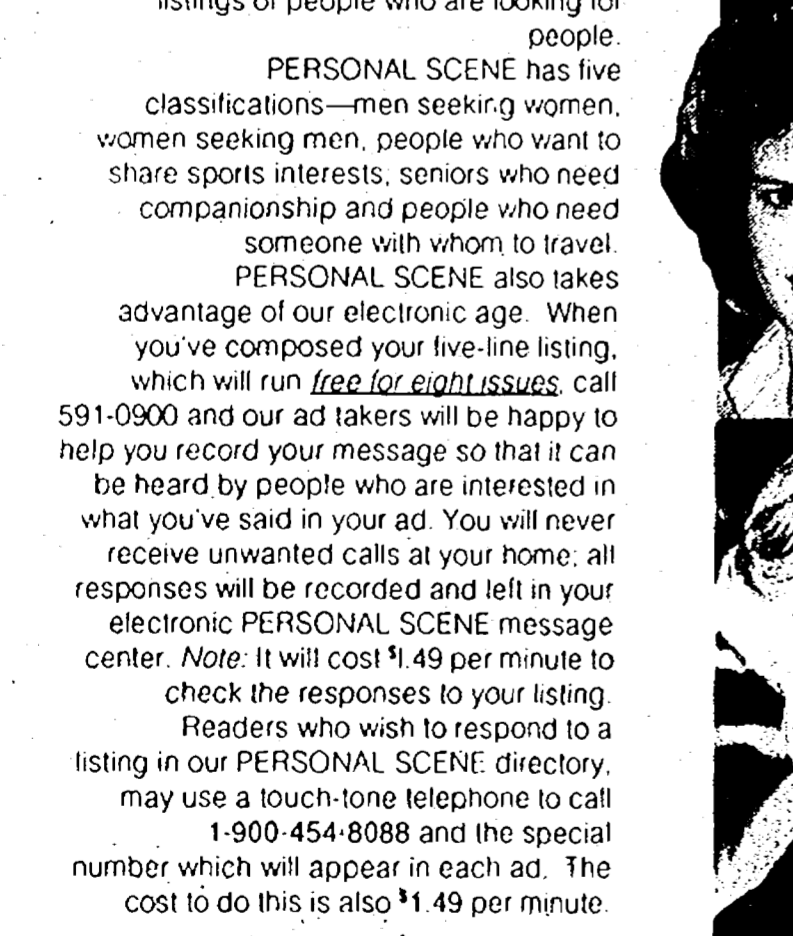 listings of people who are looking for
people.
PERSONAL SCENE has five
classifications—men seeking women,
women seeking men, people who want to
share sports interests, seniors who need
companionship and people who need
someone with whom to travel.
PERSONAL SCENE also takes
advantage of our electronic age. When
you've composed your five-line listing,
which will run free for eight issues, call
591-0900 and our ad takers will be happy to
help you record your message so that it can
be heard by people who are interested in
what you've said in your ad. You will never
receive unwanted calls at your home; all
responses will be recorded and left in your
electronic PERSONAL SCENE message
center. Note: It will cost $1.49 per minute to
check the responses to your listing.
Readers who wish to respond to a
listing in our PERSONAL SCENE directory,
may use a touch-tone telephone to call
1-900-454-8088 and the special
number which will appear in each ad. The
cost to do this is also $1.49 per minute.